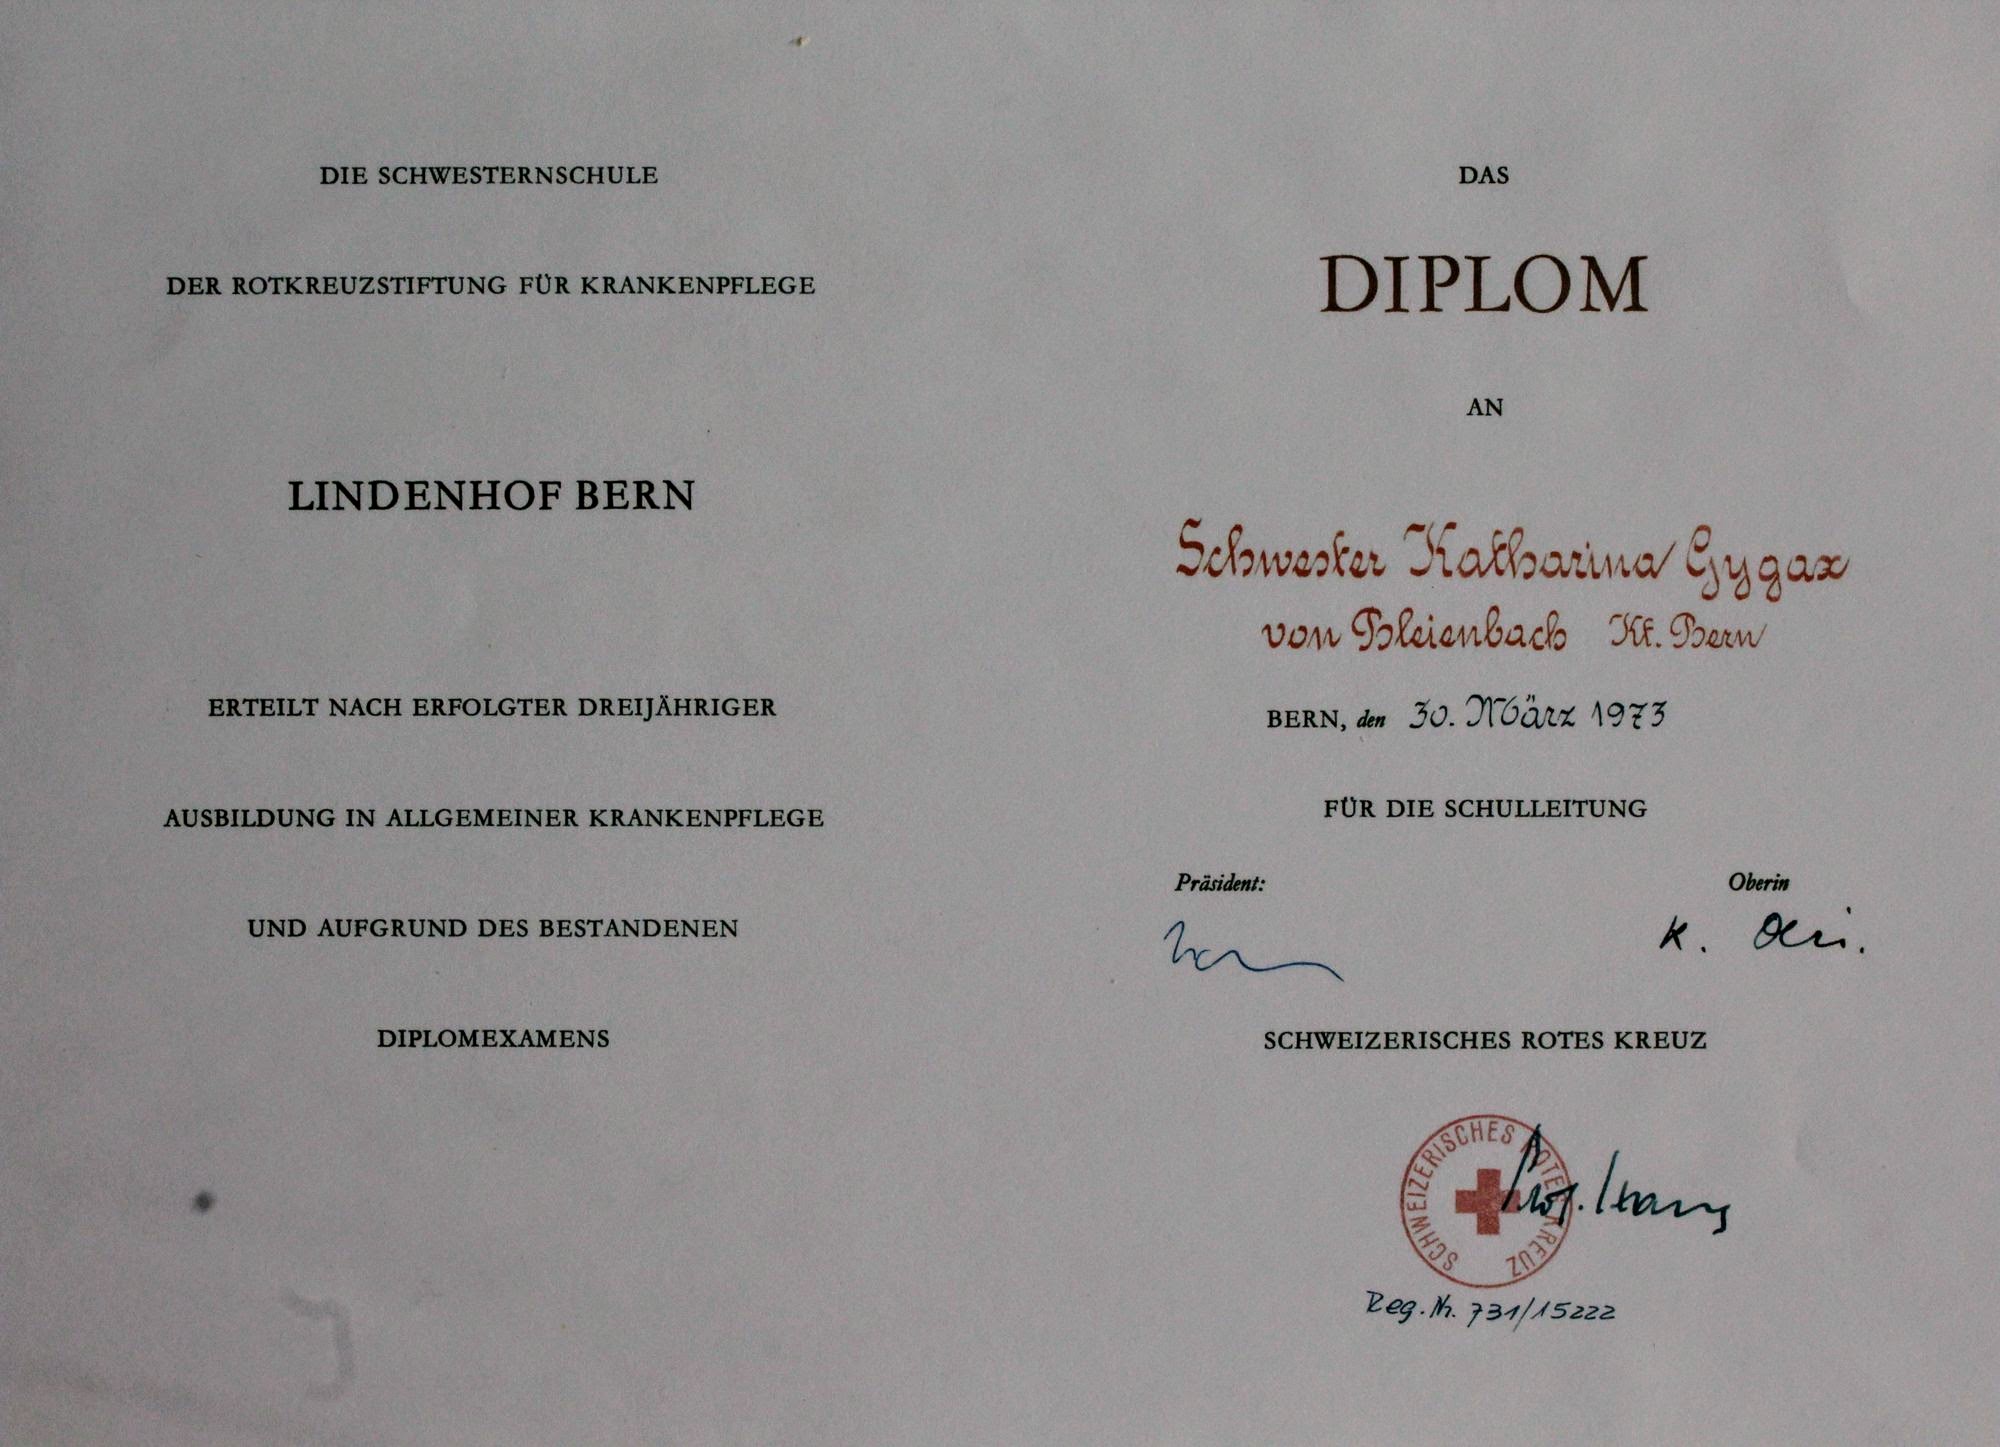 DIE SCHWESTERNSCHULE
DER ROTKREUZSTIFTUNG FÜR KRANKENPFLEGE
LINDENHOF BERN
ERTEILT NACH ERFOLGTER DREIJÄHRIGER
AUSBILDUNG IN ALLGEMEINER KRANKENPFLEGE
UND AUFGRUND DES BESTANDENEN
DIPLOMEXAMENS
DAS
DIPLOM
AN
Schwester Katharina Gygax
von Bleienbach Kt. Bern
BERN, den 30. März 1973
FÜR DIE SCHULLEITUNG
Präsident:
Oberin
K. Oeri.
SCHWEIZERISCHES ROTES KREUZ
SCHWEIZERISCHES ROTES KREUZ
Prof.
Reg. Nr. 731/15222